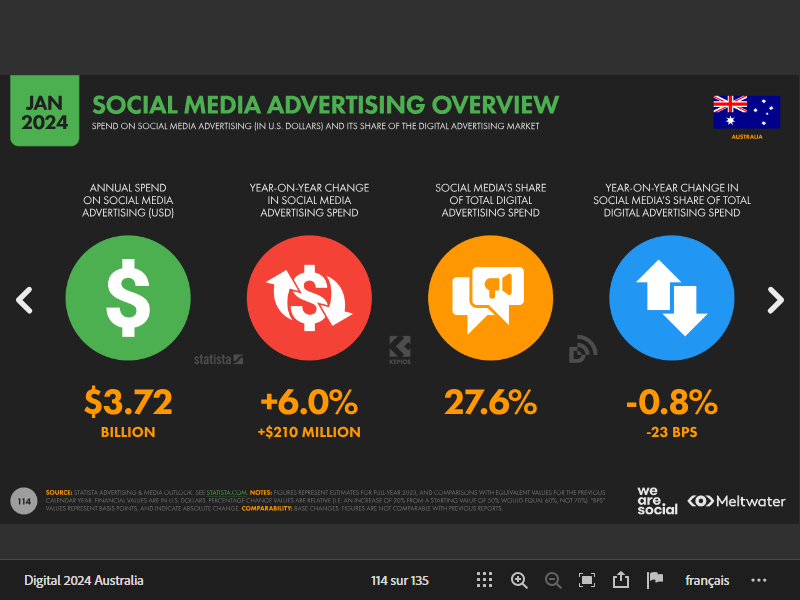 JAN
2024
SOCIAL MEDIA ADVERTISING OVERVIEW
SPEND ON SOCIAL MEDIA ADVERTISING (IN U.S. DOLLARS) AND ITS SHARE OF THE DIGITAL ADVERTISING MARKET
AUSTRALIA
ANNUAL SPEND
ON SOCIAL MEDIA
ADVERTISING (USD)
YEAR-ON-YEAR CHANGE
IN SOCIAL MEDIA
ADVERTISING SPEND
SOCIAL MEDIA'S SHARE
OF TOTAL DIGITAL
ADVERTISING SPEND
YEAR-ON-YEAR CHANGE IN
SOCIAL MEDIA'S SHARE OF TOTAL
DIGITAL ADVERTISING SPEND
$
$
statista
KEPIOS
$3.72
BILLION
+6.0%
+$210 MILLION
27.6%
-0.8%
-23 BPS
114
SOURCE: STATISTA ADVERTISING & MEDIA OUTLOOK. SEE STATISTA.COM. NOTES: FIGURES REPRESENT ESTIMATES FOR FULL-YEAR 2023, AND COMPARISONS WITH EQUIVALENT VALUES FOR THE PREVIOUS
CALENDAR YEAR. FINANCIAL VALUES ARE IN U.S. DOLLARS. PERCENTAGE CHANGE VALUES ARE RELATIVE (I.E. AN INCREASE OF 20% FROM A STARTING VALUE OF 50% WOULD EQUAL 60%, NOT 70%). "BPS"
VALUES REPRESENT BASIS POINTS, AND INDICATE ABSOLUTE CHANGE. COMPARABILITY: BASE CHANGES. FIGURES ARE NOT COMPARABLE WITH PREVIOUS REPORTS.
we
are.
social
Meltwater
Digital 2024 Australia
114 sur 135
français